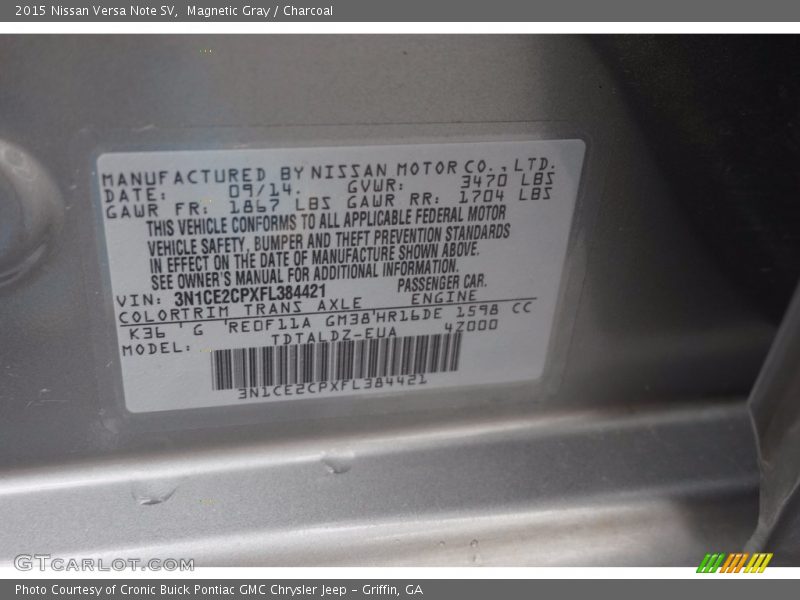 2015 Nissan Versa Note SV, Magnetic Gray / Charcoal
MANUFACTURED BY NISSAN MOTOR CO., LTD.
DATE: 09/14. GVWR: 3470 LBS
GAWR FR: 1867 LBS GAWR RR: 1704 LBS
THIS VEHICLE CONFORMS TO ALL APPLICABLE FEDERAL MOTOR
VEHICLE SAFETY, BUMPER AND THEFT PREVENTION STANDARDS
IN EFFECT ON THE DATE OF MANUFACTURE SHOWN ABOVE.
SEE OWNER'S MANUAL FOR ADDITIONAL INFORMATION.
VIN: 3N1CE2CPXFL384421 PASSENGER CAR.
COLORTRIM TRANS AXLE ENGINE
K36 'G 'RE0F11A GM38'HR16DE 1598 CC
MODEL: TDTALDZ-EUA 4Z000
3N1CE2CPXFL384421
GTCARLOT.COM
Photo Courtesy of Cronic Buick Pontiac GMC Chrysler Jeep - Griffin, GA